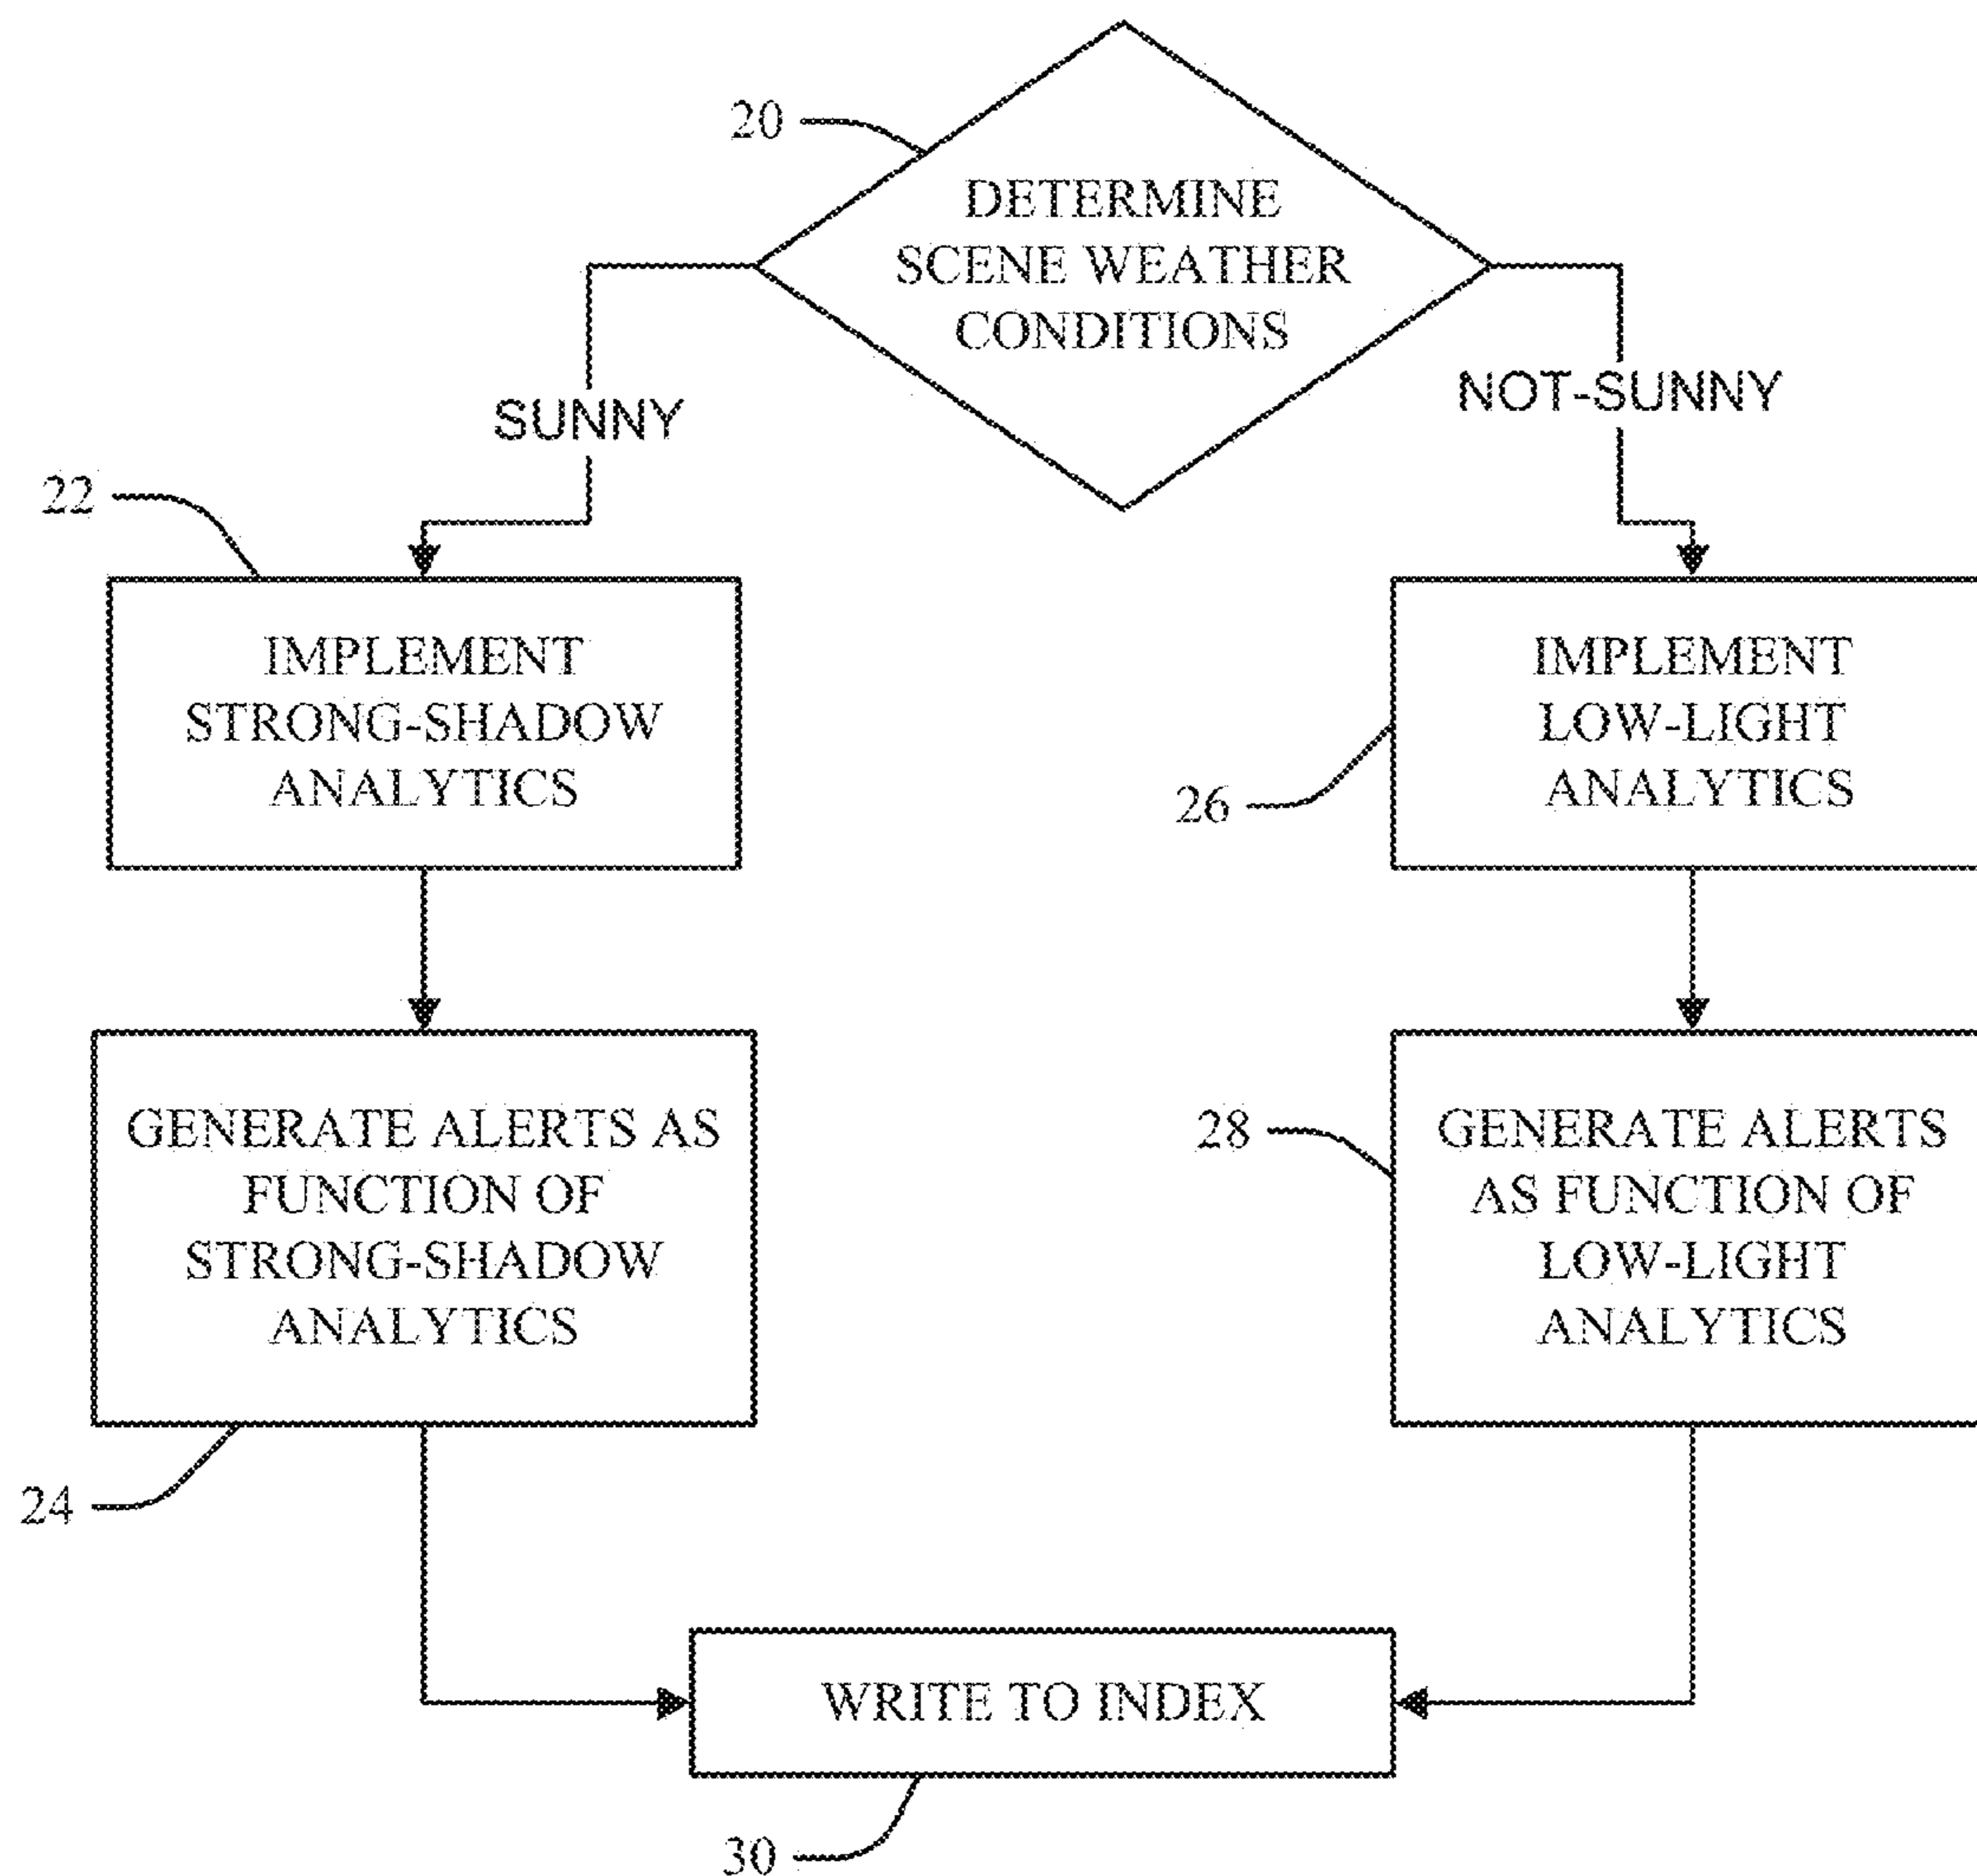 20
DETERMINE
SCENE WEATHER
CONDITIONS
SUNNY
NOT-SUNNY
22
IMPLEMENT
STRONG-SHADOW
ANALYTICS
IMPLEMENT
LOW-LIGHT
ANALYTICS
26
GENERATE ALERTS AS
FUNCTION OF
STRONG-SHADOW
ANALYTICS
24
28
GENERATE ALERTS
AS FUNCTION OF
LOW-LIGHT
ANALYTICS
WRITE TO INDEX
30